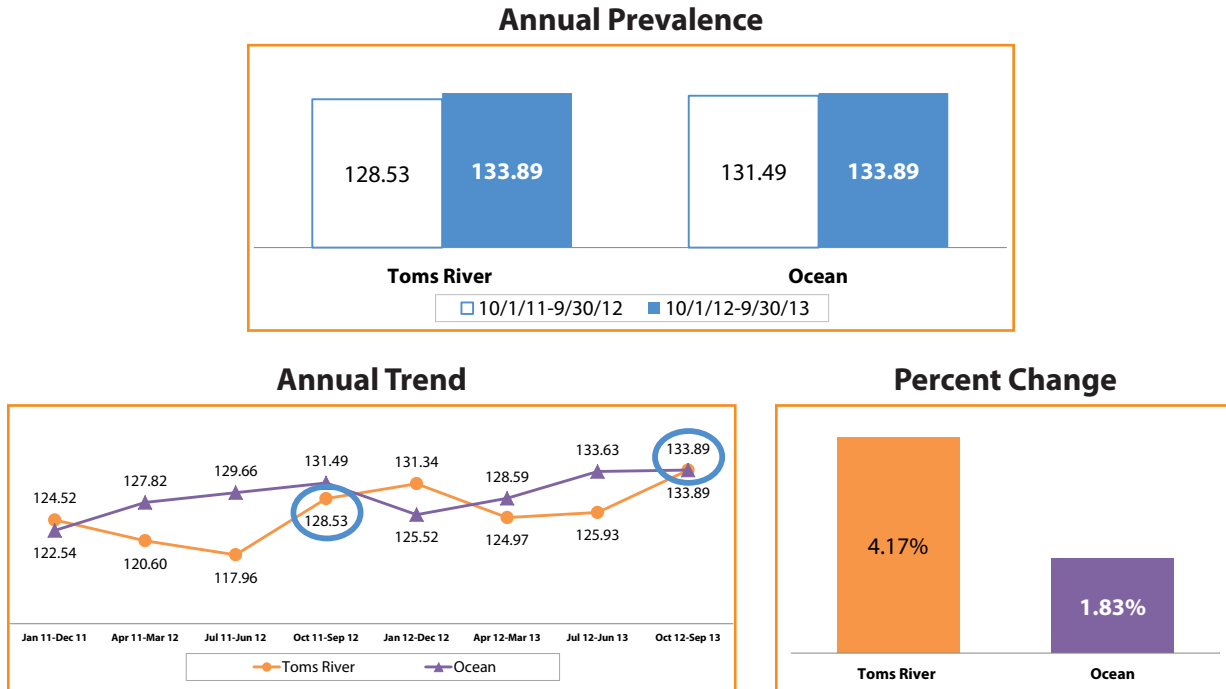 Annual Prevalence
128.53
133.89
131.49
133.89
Toms River
Ocean
10/1/11-9/30/12
10/1/12-9/30/13
Annual Trend
124.52
127.82
129.66
131.49
131.34
128.59
133.63
133.89
122.54
120.60
117.96
128.53
125.52
124.97
125.93
133.89
Jan 11-Dec 11
Apr 11-Mar 12
Jul 11-Jun 12
Oct 11-Sep 12
Jan 12-Dec 12
Apr 12-Mar 13
Jul 12-Jun 13
Oct 12-Sep 13
Toms River
Ocean
Percent Change
4.17%
1.83%
Toms River
Ocean